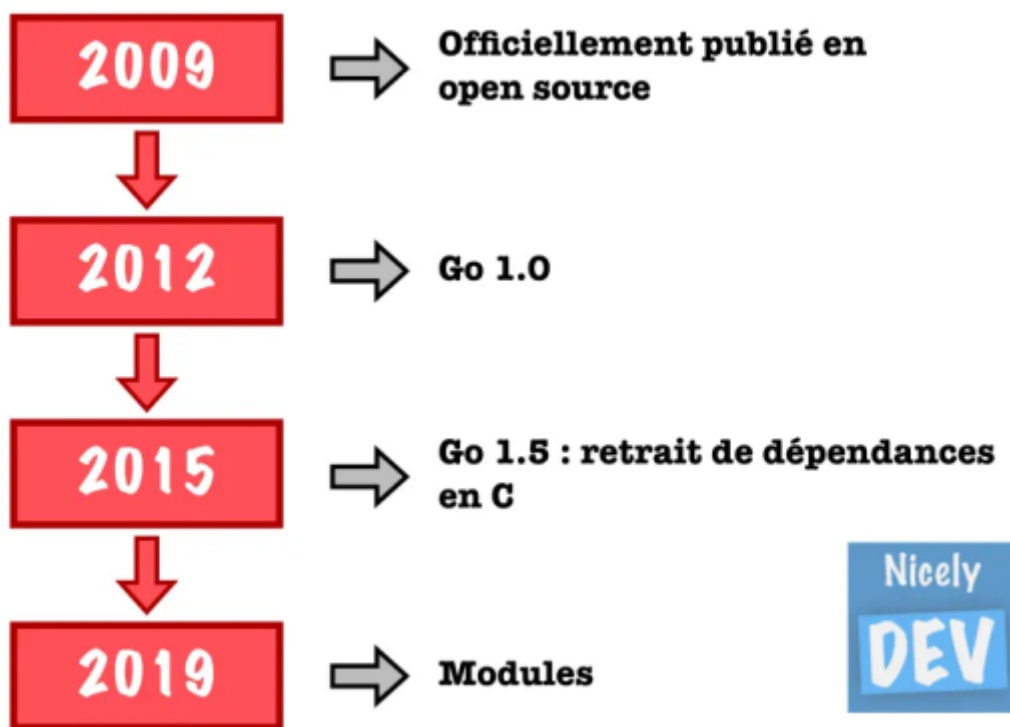 2009
Officiellement publié en
open source
2012
Go 1.0
2015
Go 1.5 : retrait de dépendances
en C
2019
Modules
Nicely
DEV